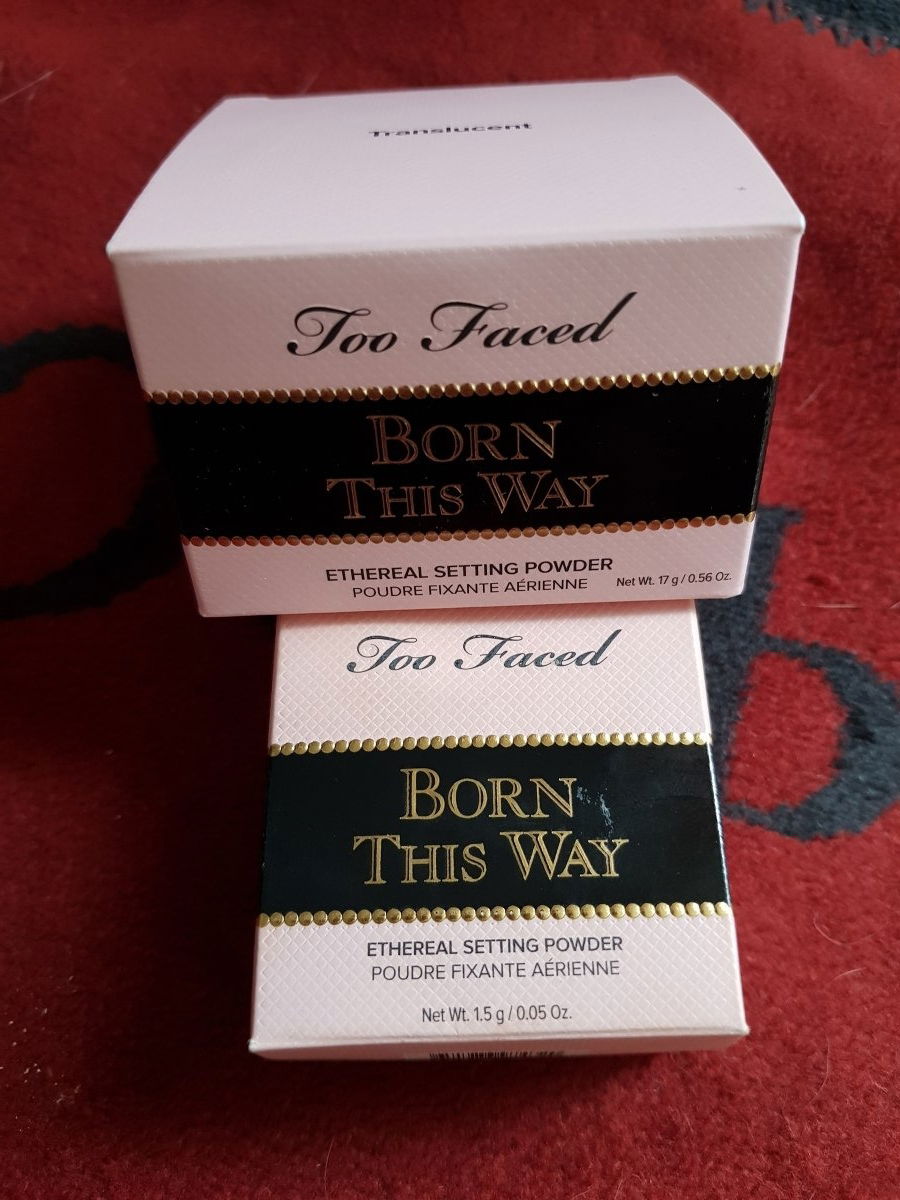 Translucent
Too Faced
BORN
THIS WAY
ETHEREAL SETTING POWDER
POUDRE FIXANTE AÉRIENNE
Net Wt. 17 g / 0.56 Oz.
Too Faced
BORN
THIS WAY
ETHEREAL SETTING POWDER
POUDRE FIXANTE AÉRIENNE
Net Wt. 1.5 g / 0.05 Oz.